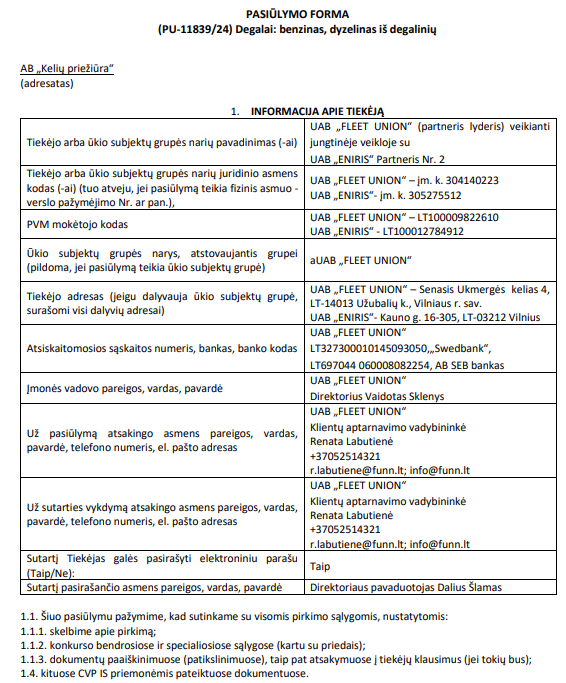 PASIŪLYMO FORMA
(PU-11839/24) Degalai: benzinas, dyzelinas iš degalinių
AB „Kelių priežiūra“
(adresatas)
1. INFORMACIJA APIE TIEKĖJĄ
Tiekėjo arba ūkio subjektų grupės narių pavadinimas (-ai)
UAB „FLEET UNION“ (partneris lyderis) veikianti
jungtinėje veikloje su
UAB „ENIRIS“ Partneris Nr. 2
Tiekėjo arba ūkio subjektų grupės narių juridinio asmens
kodas (-ai) (tuo atveju, jei pasiūlymą teikia fizinis asmuo -
verslo pažymėjimo Nr. ar pan.),
UAB „FLEET UNION“ – įm. k. 304140223
UAB „ENIRIS“- įm. k. 305275512
PVM mokėtojo kodas
UAB „FLEET UNION“ – LT100009822610
UAB „ENIRIS“ - LT100012784912
Ūkio subjektų grupės narys, atstovaujantis grupei
(pildoma, jei pasiūlymą teikia ūkio subjektų grupė)
aUAB „FLEET UNION“
Tiekėjo adresas (jeigu dalyvauja ūkio subjektų grupė,
surašomi visi dalyvių adresai)
UAB „FLEET UNION“ – Senasis Ukmergės kelias 4,
LT-14013 Užubalių k., Vilniaus r. sav.
UAB „ENIRIS“- Kauno g. 16-305, LT-03212 Vilnius
Atsiskaitomosios sąskaitos numeris, bankas, banko kodas
UAB „FLEET UNION“
LT327300010145093050,„Swedbank“,
LT697044 060008082254, AB SEB bankas
Įmonės vadovo pareigos, vardas, pavardė
UAB „FLEET UNION“
Direktorius Vaidotas Sklenys
Už pasiūlymą atsakingo asmens pareigos, vardas,
pavardė, telefono numeris, el. pašto adresas
UAB „FLEET UNION“
Klientų aptarnavimo vadybininkė
Renata Labutienė
+37052514321
r.labutiene@funn.lt; info@funn.lt
Už sutarties vykdymą atsakingo asmens pareigos, vardas,
pavardė, telefono numeris, el. pašto adresas
UAB „FLEET UNION“
Klientų aptarnavimo vadybininkė
Renata Labutienė
+37052514321
r.labutiene@funn.lt; info@funn.lt
Sutartį Tiekėjas galės pasirašyti elektroniniu parašu
(Taip/Ne):
Taip
Sutartį pasirašančio asmens pareigos, vardas, pavardė
Direktoriaus pavaduotojas Dalius Šlamas
1.1. Šiuo pasiūlymu pažymime, kad sutinkame su visomis pirkimo sąlygomis, nustatytomis:
1.1.1. skelbime apie pirkimą;
1.1.2. konkurso bendrosiose ir specialiosiose sąlygose (kartu su priedais);
1.1.3. dokumentų paaiškinimuose (patikslinimuose), taip pat atsakymuose į tiekėjų klausimus (jei tokių bus);
1.4. kituose CVP IS priemonėmis pateiktuose dokumentuose.